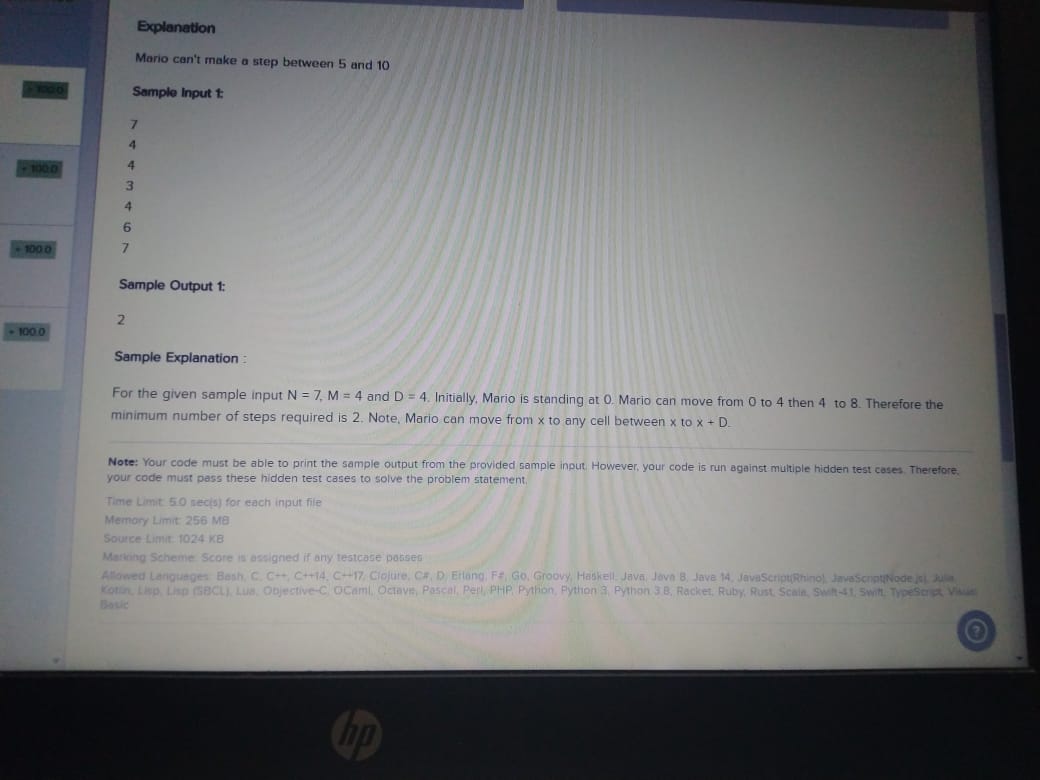 Explanation
Mario can't make a step between 5 and 10
Sample Input 1:
7
4
4
3
4
6
7
Sample Output 1:
2
Sample Explanation :
For the given sample input N = 7, M = 4 and D = 4. Initially, Mario is standing at 0. Mario can move from 0 to 4 then 4 to 8. Therefore the
minimum number of steps required is 2. Note, Mario can move from x to any cell between x to x + D.
Note: Your code must be able to print the sample output from the provided sample input. However, your code is run against multiple hidden test cases. Therefore,
your code must pass these hidden test cases to solve the problem statement.
Time Limit: 5.0 sec(s) for each input file
Memory Limit: 256 MB
Source Limit: 1024 KB
Marking Scheme: Score is assigned if any testcase passes
Allowed Languages: Bash, C, C++, C++14, C++17, Clojure, C#, D, Erlang, F#, Go, Groovy, Haskell, Java, Java 8, Java 14, JavaScript(Rhino), JavaScript(Node.js), Julia,
Kotlin, Lisp, Lisp (SBCL), Lua, Objective-C, OCaml, Octave, Pascal, Perl, PHP, Python, Python 3, Python 3.8, Racket, Ruby, Rust, Scala, Swift-4.1, Swift, TypeScript, Visual
Basic
+ 100.0
+ 100.0
+ 100.0
+ 100.0
?
hp